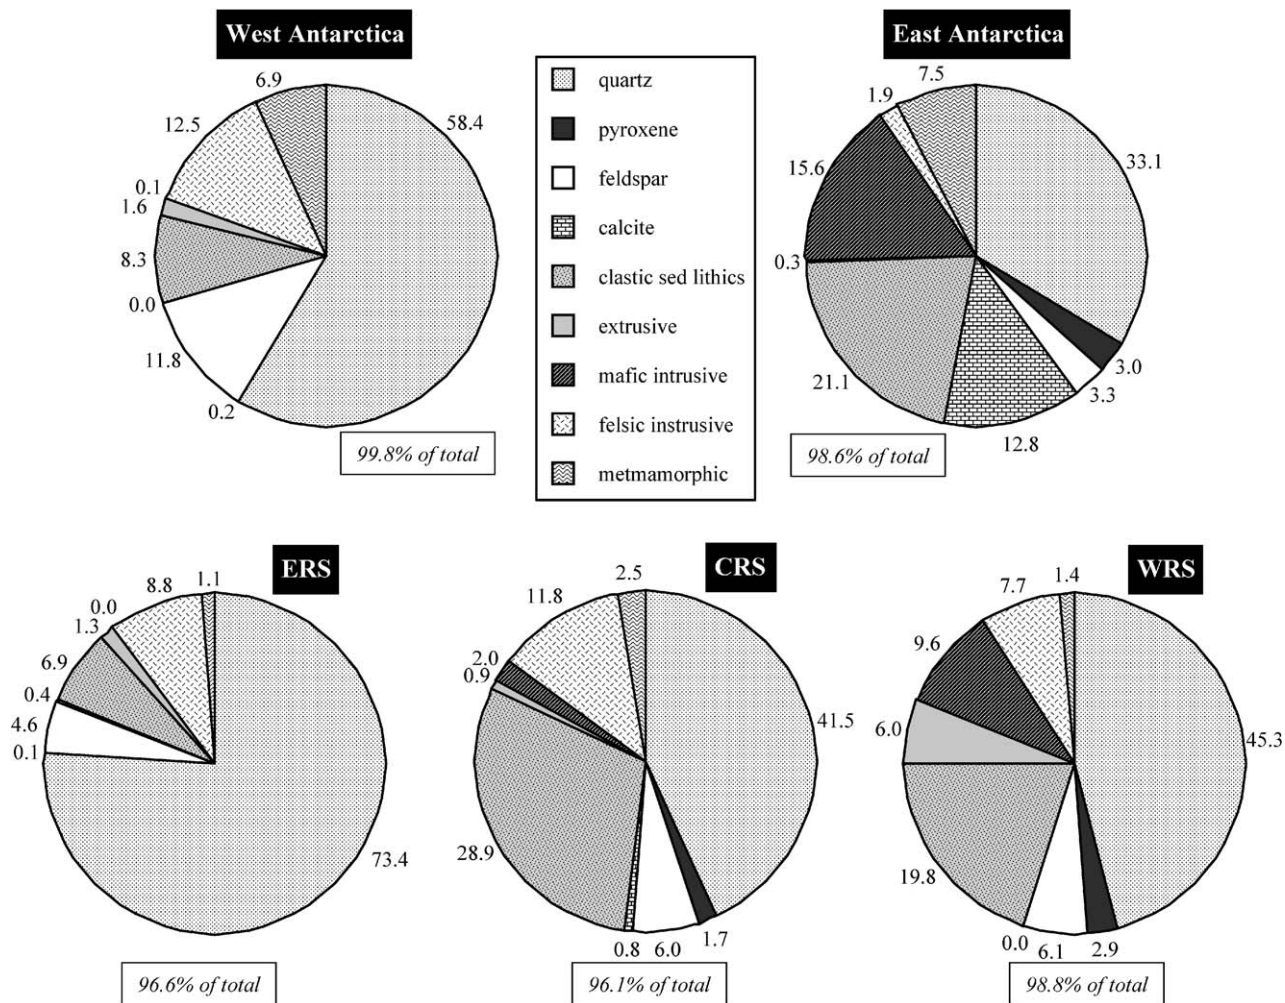 West Antarctica
East Antarctica
6.9
12.5
58.4
0.1
1.6
8.3
0.0
11.8
0.2
99.8% of total
quartz
pyroxene
feldspar
calcite
clastic sed lithics
extrusive
mafic intrusive
felsic instrusive
metmamorphic
7.5
1.9
15.6
33.1
0.3
21.1
3.0
3.3
12.8
98.6% of total
ERS
8.8
1.1
0.0
1.3
6.9
0.4
4.6
0.1
73.4
96.6% of total
CRS
2.5
11.8
2.0
0.9
41.5
28.9
0.8
6.0
1.7
96.1% of total
WRS
1.4
7.7
9.6
6.0
45.3
19.8
0.0
6.1
2.9
98.8% of total